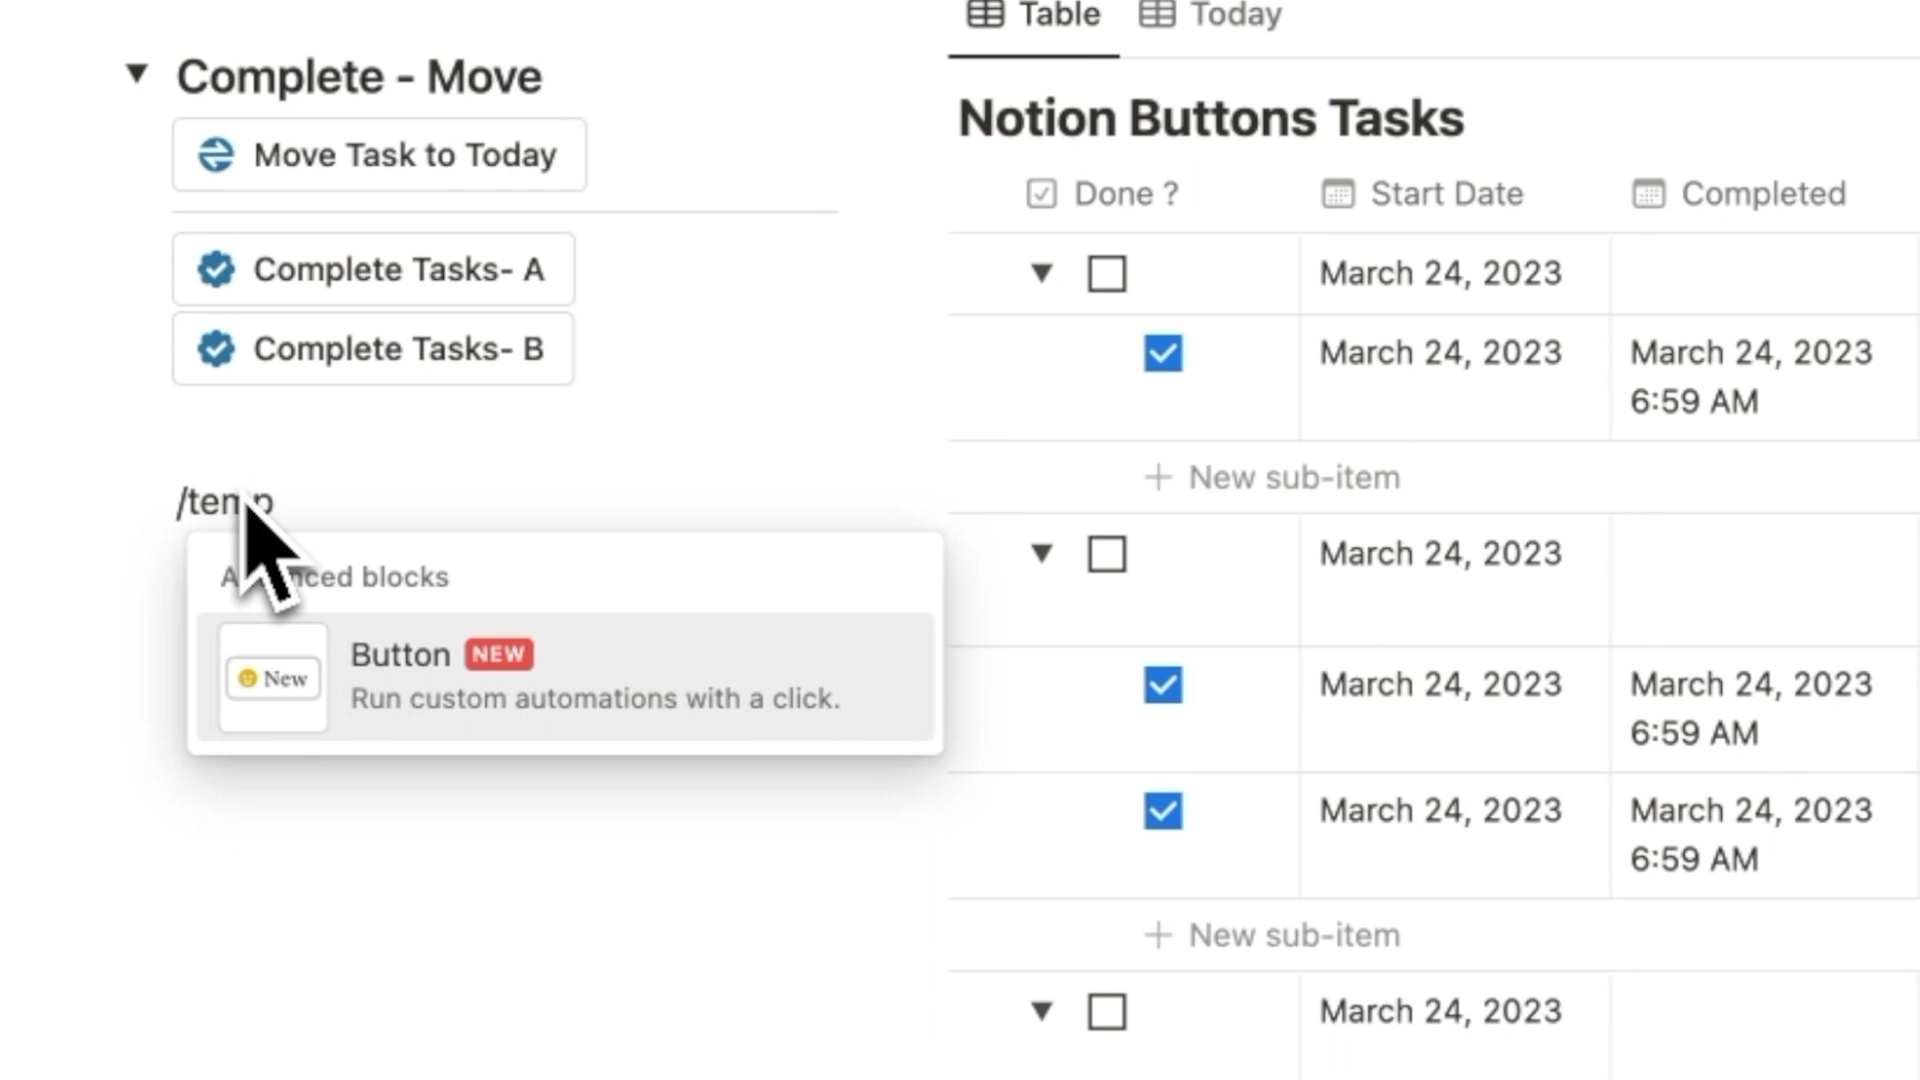 Complete - Move
Move Task to Today
Complete Tasks- A
Complete Tasks- B
/temp
blocks
New
Button NEW
Run custom automations with a click.
Table Today
Notion Buttons Tasks
Done ? Start Date Completed
March 24, 2023
March 24, 2023 March 24, 2023
6:59 AM
New sub-item
March 24, 2023
March 24, 2023 March 24, 2023
6:59 AM
March 24, 2023 March 24, 2023
6:59 AM
New sub-item
March 24, 2023